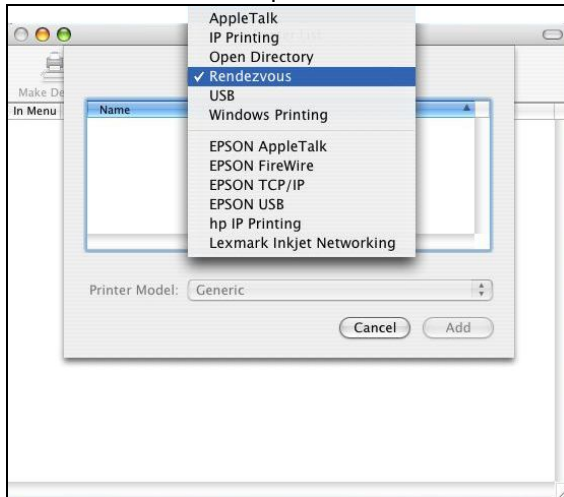 AppleTalk
IP Printing
Open Directory
✓ Rendezvous
USB
Windows Printing
EPSON AppleTalk
EPSON FireWire
EPSON TCP/IP
EPSON USB
hp IP Printing
Lexmark Inkjet Networking
Make De
In Menu
Name
Printer Model: Generic
Cancel Add